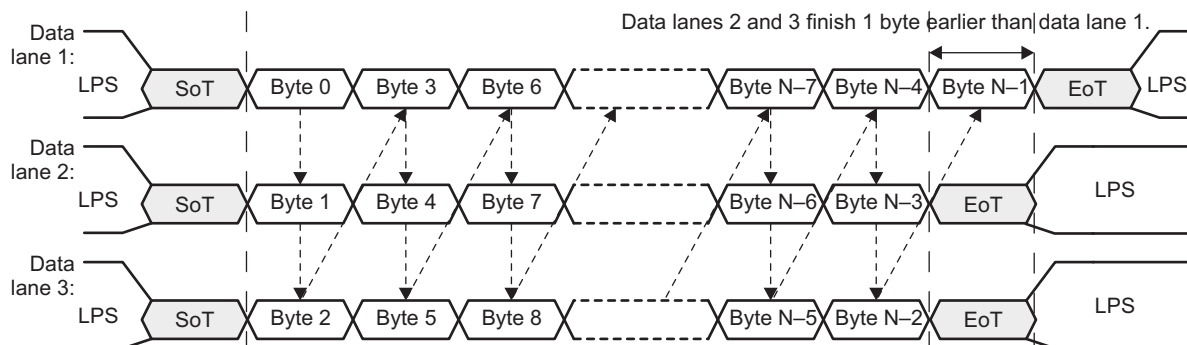 Data lanes 2 and 3 finish 1 byte earlier than data lane 1.
Data
lane 1:
LPS SoT Byte 0 Byte 3 Byte 6 Byte N–7 Byte N–4 Byte N–1 EoT LPS
Data
lane 2:
LPS SoT Byte 1 Byte 4 Byte 7 Byte N–6 Byte N–3 EoT LPS
Data
lane 3:
LPS SoT Byte 2 Byte 5 Byte 8 Byte N–5 Byte N–2 EoT LPS